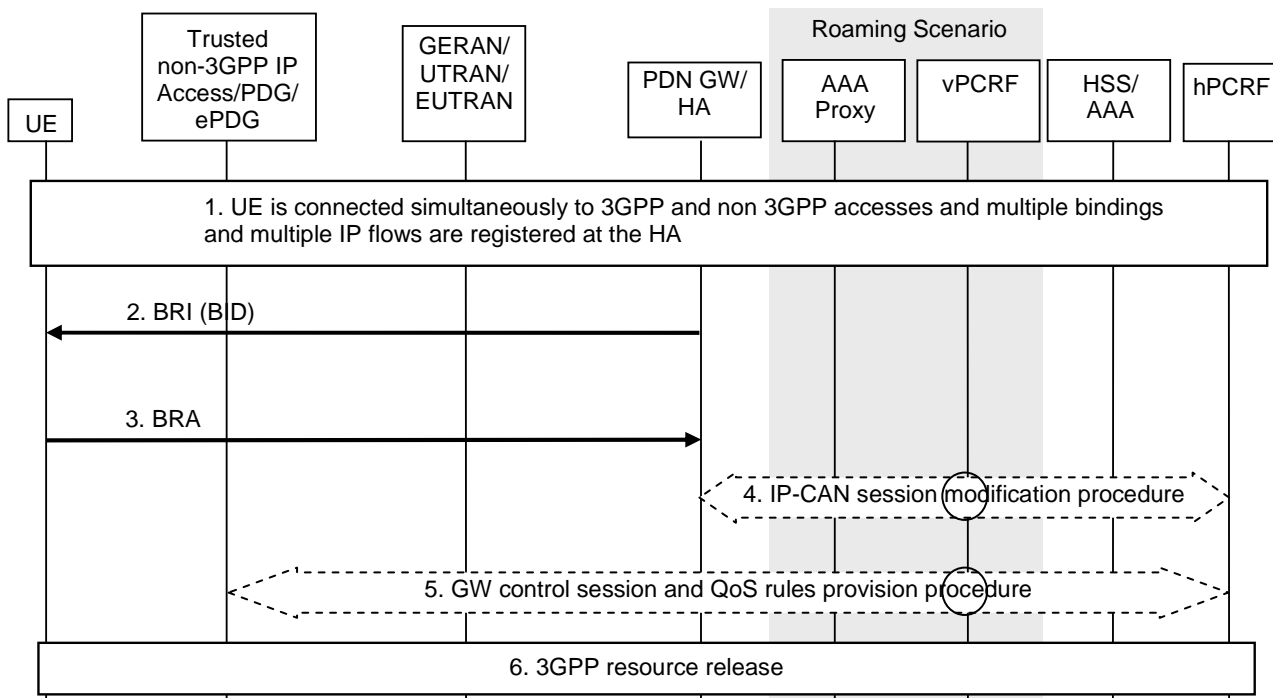 Roaming Scenario
UE
Trusted
non-3GPP IP
Access/PDG/
ePDG
GERAN/
UTRAN/
EUTRAN
PDN GW/
HA
AAA
Proxy
vPCRF
HSS/
AAA
hPCRF
1. UE is connected simultaneously to 3GPP and non 3GPP accesses and multiple bindings
and multiple IP flows are registered at the HA
2. BRI (BID)
3. BRA
4. IP-CAN session modification procedure
5. GW control session and QoS rules provision procedure
6. 3GPP resource release